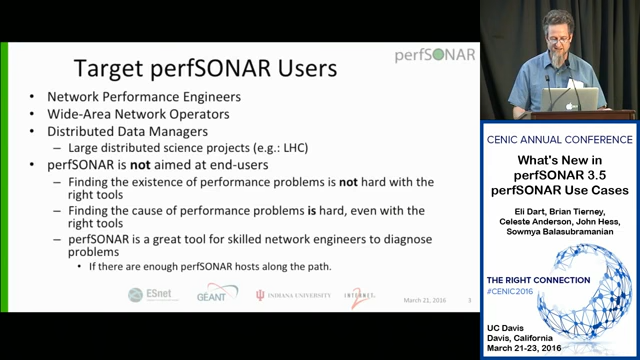 perfSONAR
Target perfSONAR Users
• Network Performance Engineers
• Wide-Area Network Operators
• Distributed Data Managers
– Large distributed science projects (e.g.: LHC)
• perfSONAR is not aimed at end-users
– Finding the existence of performance problems is not hard with the
right tools
– Finding the cause of performance problems is hard, even with the
right tools
– perfSONAR is a great tool for skilled network engineers to diagnose
problems
• If there are enough perfSONAR hosts along the path.
ESnet
GÉANT
INDIANA UNIVERSITY
INTERNET
2
March 21, 2016
3
CENIC ANNUAL CONFERENCE
What's New in
perfSONAR 3.5
perfSONAR Use Cases
Eli Dart, Brian Tierney,
Celeste Anderson, John Hess,
Sowmya Balasubramanian
THE RIGHT CONNECTION
#CENIC2016
UC Davis
Davis, California
March 21-23, 2016